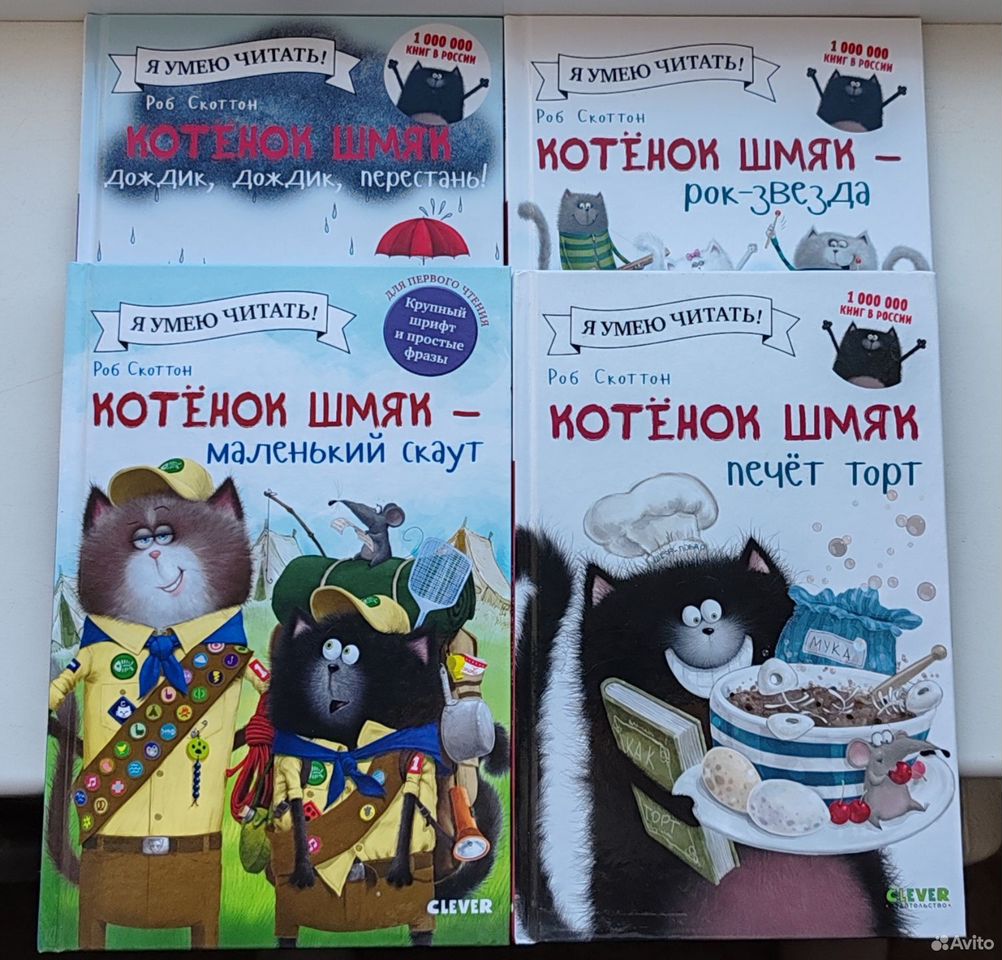 Я УМЕЮ ЧИТАТЬ!
1 000 000
КНИГ В РОССИИ
Роб Скоттон
КОТЁНОК ШМЯК
дождик, дождик, перестань!
Я УМЕЮ ЧИТАТЬ!
1 000 000
КНИГ В РОССИИ
Роб Скоттон
КОТЁНОК ШМЯК –
рок-звезда
Я УМЕЮ ЧИТАТЬ!
ДЛЯ ПЕРВОГО ЧТЕНИЯ
Крупный
шрифт
и простые
фразы
Роб Скоттон
КОТЁНОК ШМЯК –
маленький скаут
1
1
CLEVER
Я УМЕЮ ЧИТАТЬ!
1 000 000
КНИГ В РОССИИ
Роб Скоттон
КОТЁНОК ШМЯК
печёт торт
МУКА
КАК
ТОРТ
CLEVER
издательство
Avito